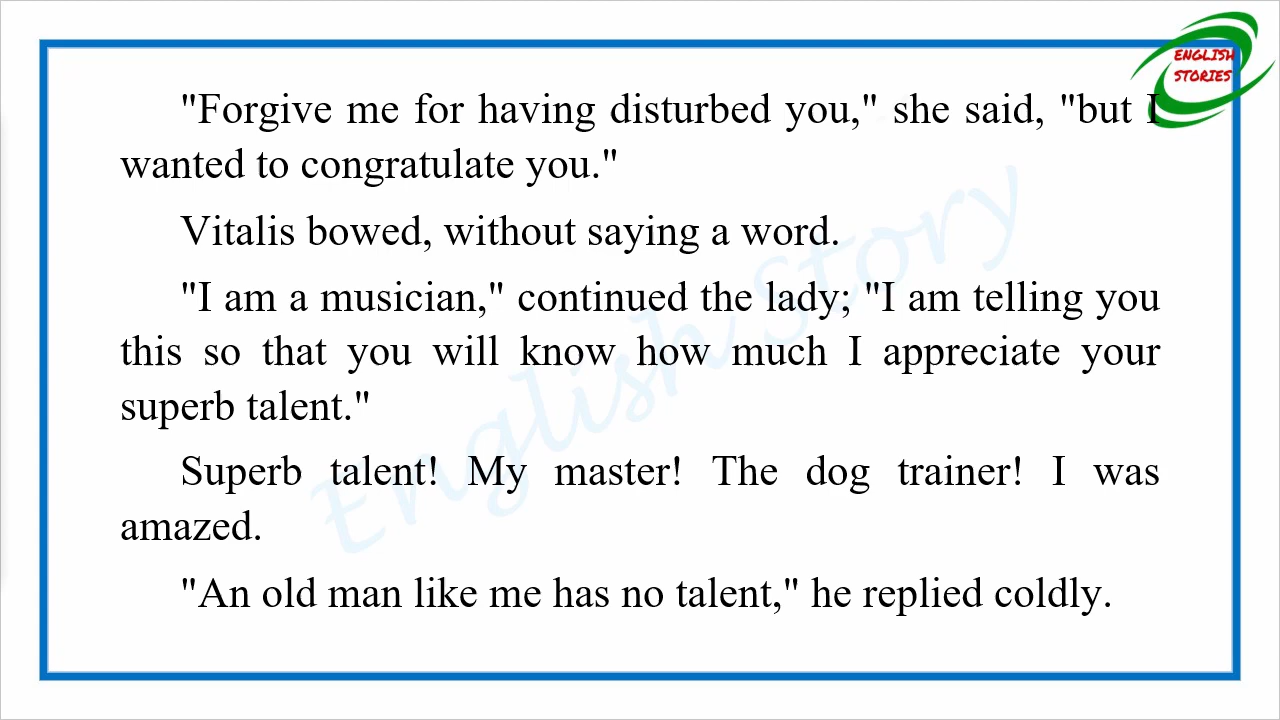 ENGLISH
STORIES
"Forgive me for having disturbed you," she said, "but I
wanted to congratulate you."
Vitalis bowed, without saying a word.
"I am a musician," continued the lady; "I am telling you
this so that you will know how much I appreciate your
superb talent."
Superb talent! My master! The dog trainer! I was
amazed.
"An old man like me has no talent," he replied coldly.
English Story